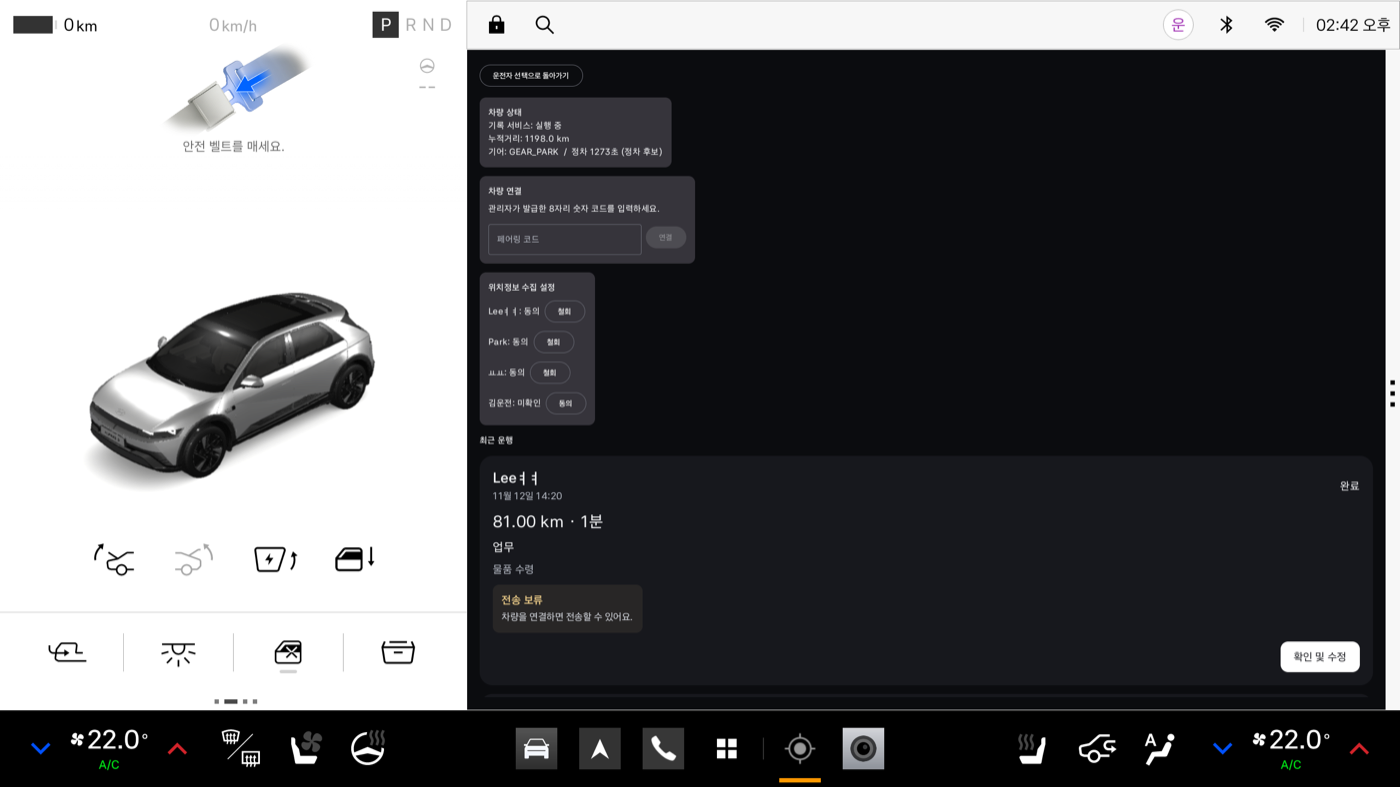 0 km
0 km/h
P R N D
안전 벨트를 매세요.
운
02:42 오후
운전자 선택으로 돌아가기
차량 상태
기록 서비스: 실행 중
누적거리: 1198.0 km
기어: GEAR_PARK / 정차 1273초 (정차 후보)
차량 연결
관리자가 발급한 8자리 숫자 코드를 입력하세요.
페어링 코드
연결
위치정보 수집 설정
Leeㅕㅕ: 동의 철회
Park: 동의 철회
ㅛㅛ: 동의 철회
김운전: 미확인 동의
최근 운행
Leeㅕㅕ
11월 12일 14:20
완료
81.00 km · 1분
업무
물품 수령
전송 보류
차량을 연결하면 전송할 수 있어요.
확인 및 수정
22.0°
A/C
A
22.0°
A/C